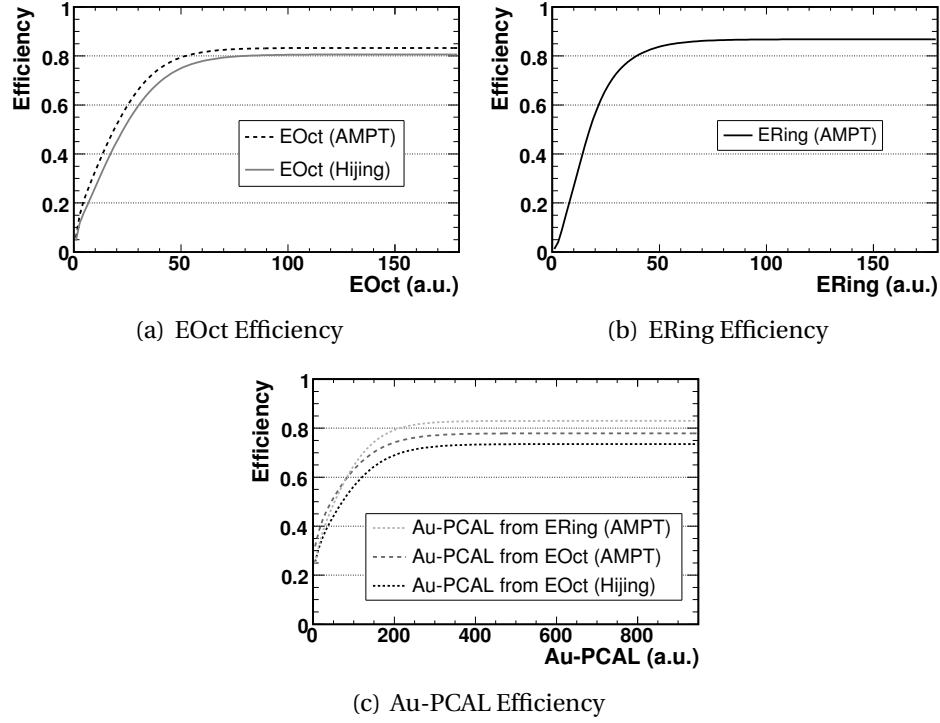 Efficiency
1
0.8
0.6
0.4
0.2
0
EOct (AMPT)
EOct (Hijing)
0 50 100 150
EOct (a.u.)
(a) EOct Efficiency
Efficiency
1
0.8
0.6
0.4
0.2
0
ERing (AMPT)
0 50 100 150
ERing (a.u.)
(b) ERing Efficiency
Efficiency
1
0.8
0.6
0.4
0.2
0
Au-PCAL from ERing (AMPT)
Au-PCAL from EOct (AMPT)
Au-PCAL from EOct (Hijing)
0 200 400 600 800
Au-PCAL (a.u.)
(c) Au-PCAL Efficiency